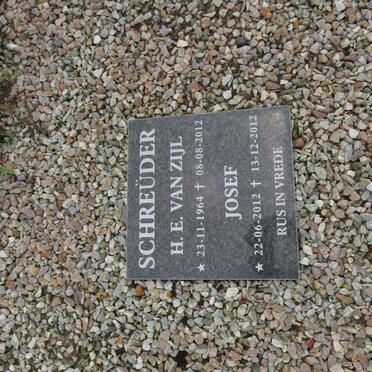 SCHREÜDER
H. E. VAN ZIJL
★ 23-11-1964 ✝ 08-08-2012
JOSEF
★ 22-06-2012 ✝ 13-12-2012
RUS IN VREDE